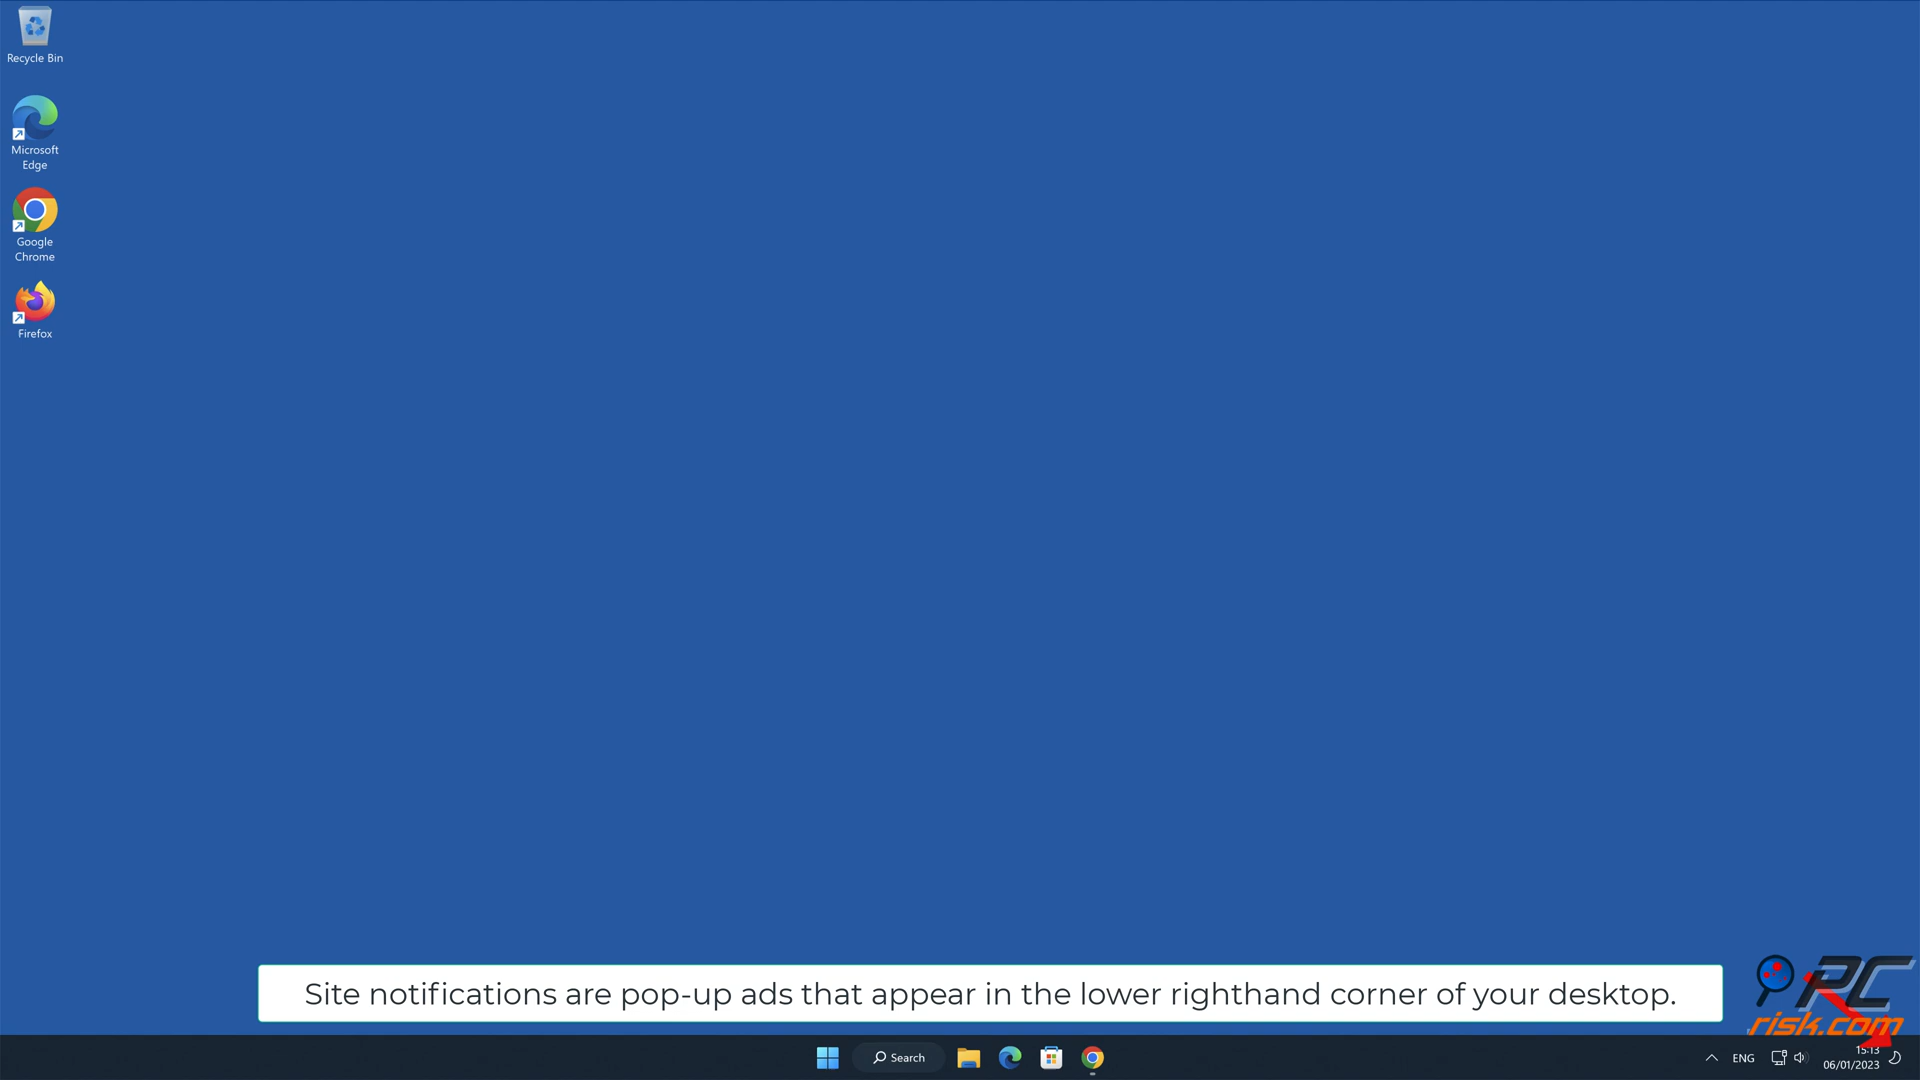 Recycle Bin
Microsoft
Edge
Google
Chrome
Firefox
Site notifications are pop-up ads that appear in the lower righthand corner of your desktop.
PC
risk.com
Search
ENG
15:13
06/01/2023